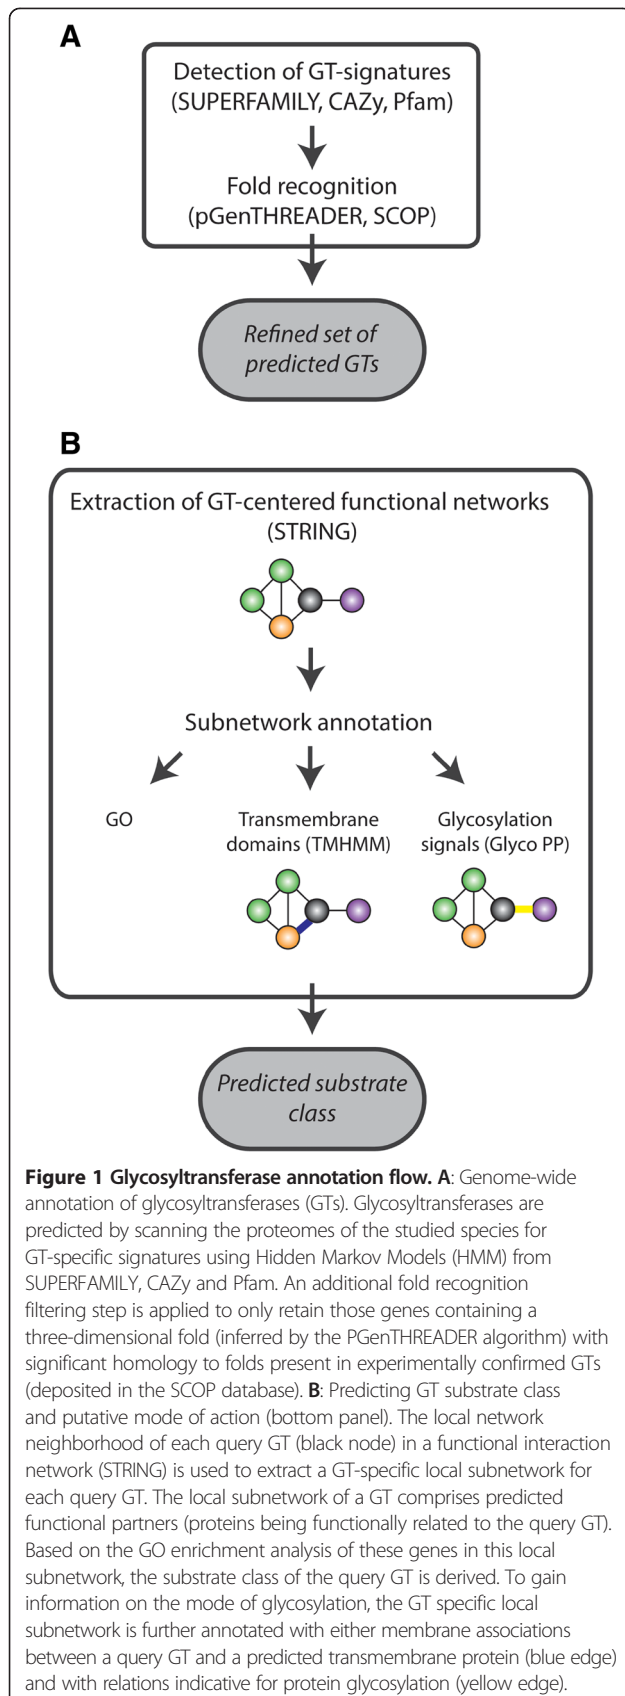 A
Detection of GT-signatures
(SUPERFAMILY, CAZy, Pfam)
Fold recognition
(pGenTHREADER, SCOP)
Refined set of
predicted GTs
B
Extraction of GT-centered functional networks
(STRING)
Subnetwork annotation
GO
Transmembrane
domains (TMHMM)
Glycosylation
signals (Glyco PP)
Predicted substrate
class
Figure 1 Glycosyltransferase annotation flow. A: Genome-wide
annotation of glycosyltransferases (GTs). Glycosyltransferases are
predicted by scanning the proteomes of the studied species for
GT-specific signatures using Hidden Markov Models (HMM) from
SUPERFAMILY, CAZy and Pfam. An additional fold recognition
filtering step is applied to only retain those genes containing a
three-dimensional fold (inferred by the PGenTHREADER algorithm) with
significant homology to folds present in experimentally confirmed GTs
(deposited in the SCOP database). B: Predicting GT substrate class
and putative mode of action (bottom panel). The local network
neighborhood of each query GT (black node) in a functional interaction
network (STRING) is used to extract a GT-specific local subnetwork for
each query GT. The local subnetwork of a GT comprises predicted
functional partners (proteins being functionally related to the query GT).
Based on the GO enrichment analysis of these genes in this local
subnetwork, the substrate class of the query GT is derived. To gain
information on the mode of glycosylation, the GT specific local
subnetwork is further annotated with either membrane associations
between a query GT and a predicted transmembrane protein (blue edge)
and with relations indicative for protein glycosylation (yellow edge).